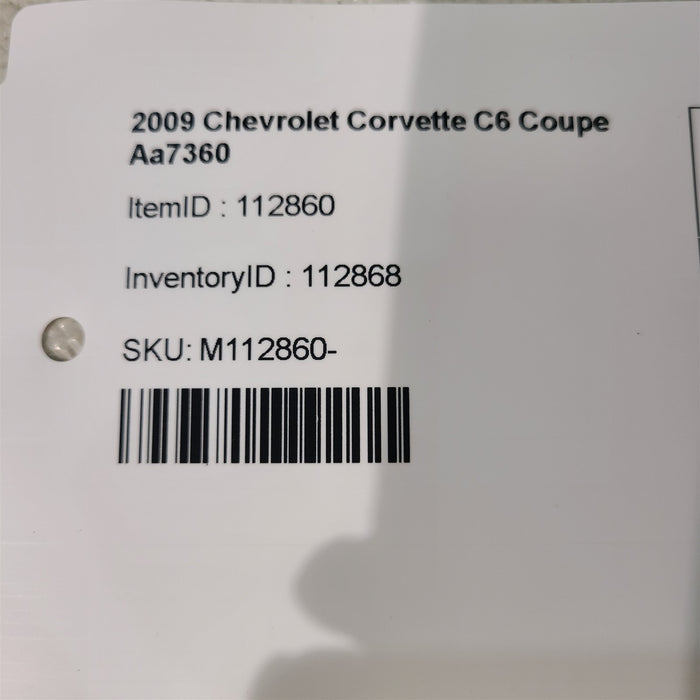 2009 Chevrolet Corvette C6 Coupe
Aa7360
ItemID : 112860
InventoryID : 112868
SKU: M112860-